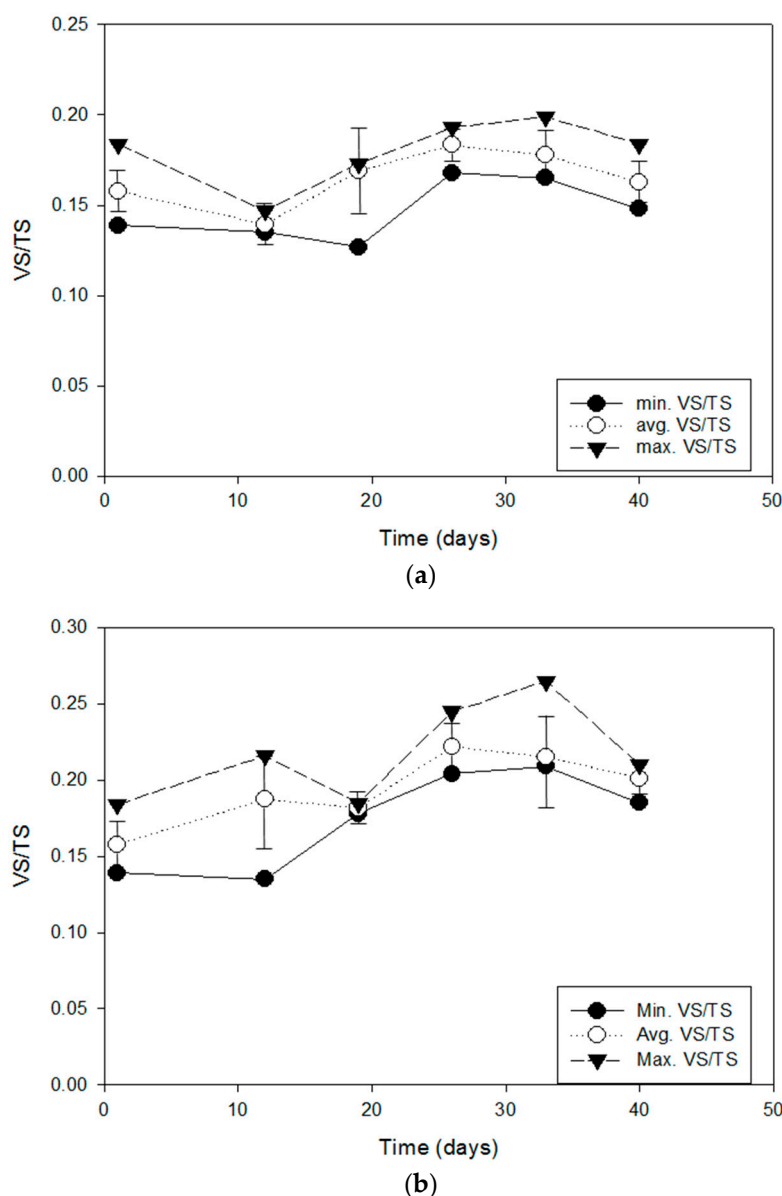 0.25
0.20
0.15
0.10
0.05
0.00
VS/TS
min. VS/TS
avg. VS/TS
max. VS/TS
0 10 20 30 40 50
Time (days)
(a)
0.30
0.25
0.20
0.15
0.10
0.05
0.00
VS/TS
Min. VS/TS
Avg. VS/TS
Max. VS/TS
0 10 20 30 40 50
Time (days)
(b)